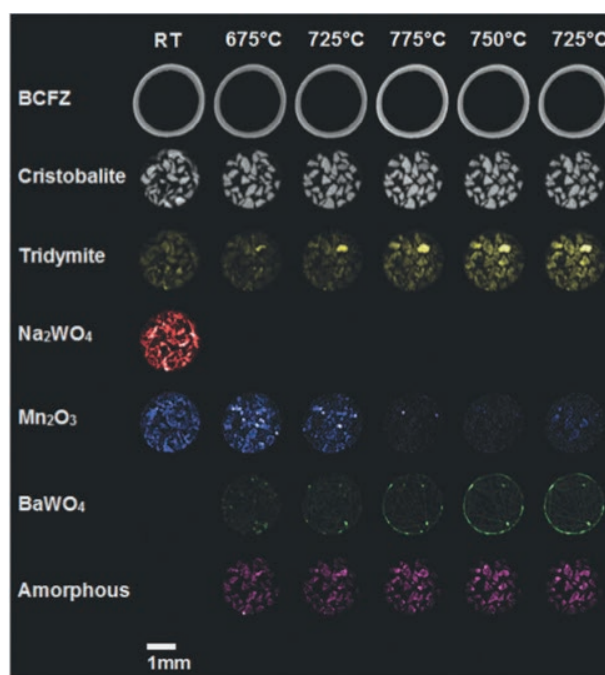 RT 675°C 725°C 775°C 750°C 725°C
BCFZ
Cristobalite
Tridymite
Na₂WO₄
Mn₂O₃
BaWO₄
Amorphous
1mm